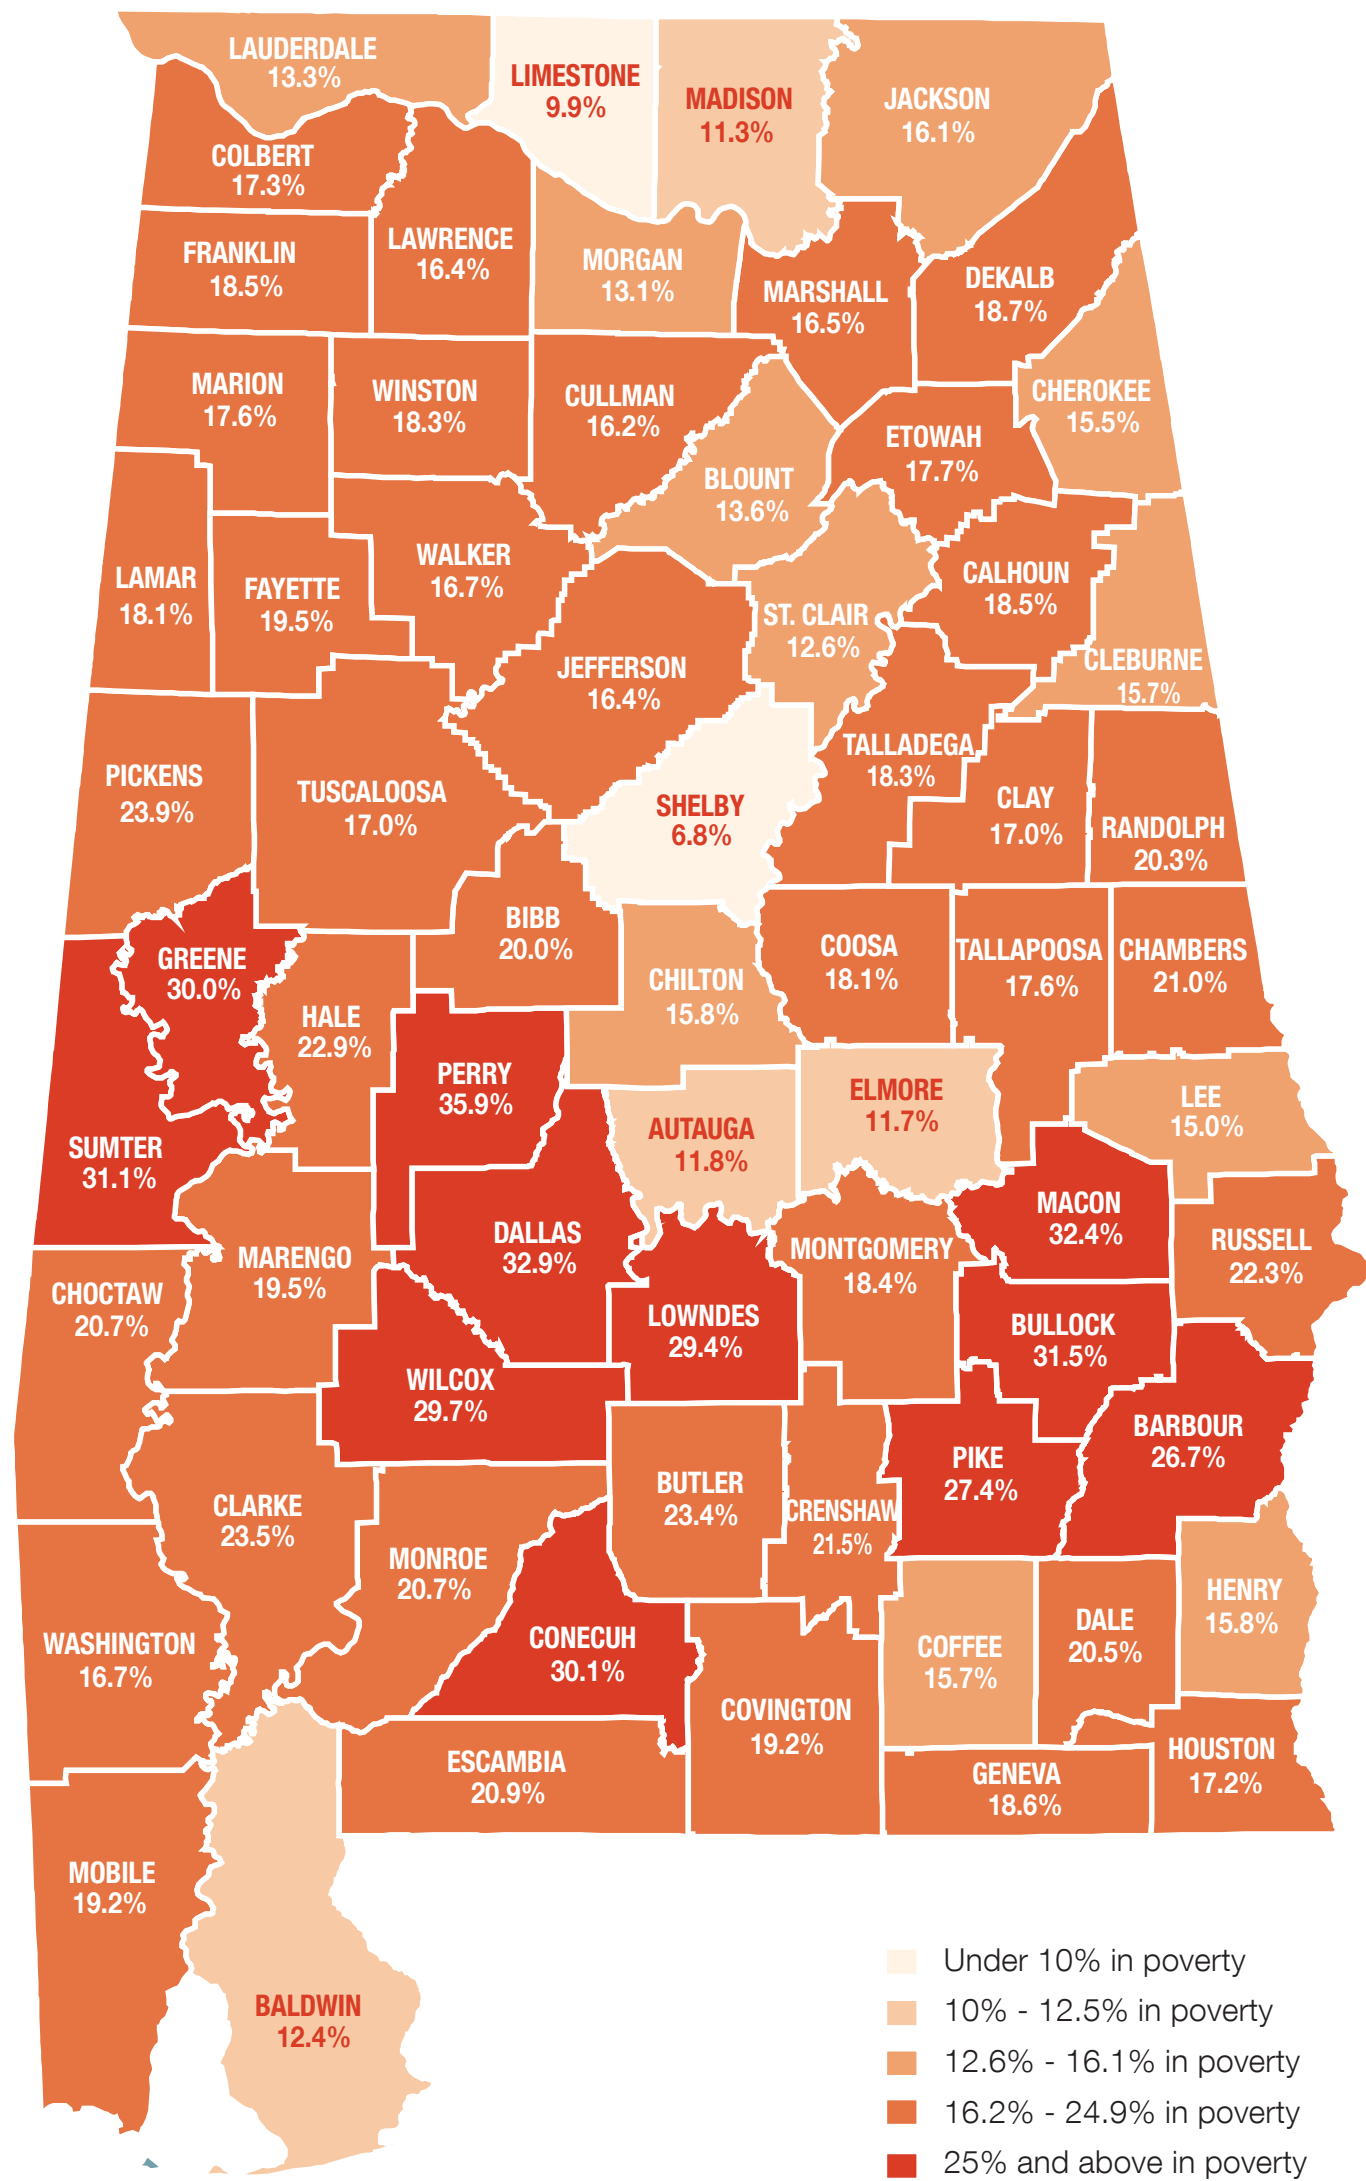 LAUDERDALE
13.3%
LIMESTONE
9.9%
MADISON
11.3%
JACKSON
16.1%
COLBERT
17.3%
FRANKLIN
18.5%
LAWRENCE
16.4%
MORGAN
13.1%
MARSHALL
16.5%
DEKALB
18.7%
MARION
17.6%
WINSTON
18.3%
CULLMAN
16.2%
CHEROKEE
15.5%
ETOWAH
17.7%
BLOUNT
13.6%
LAMAR
18.1%
FAYETTE
19.5%
WALKER
16.7%
CALHOUN
18.5%
ST. CLAIR
12.6%
JEFFERSON
16.4%
CLEBURNE
15.7%
PICKENS
23.9%
TUSCALOOSA
17.0%
SHELBY
6.8%
TALLADEGA
18.3%
CLAY
17.0%
RANDOLPH
20.3%
GREENE
30.0%
BIBB
20.0%
CHILTON
15.8%
COOSA
18.1%
TALLAPOOSA
17.6%
CHAMBERS
21.0%
HALE
22.9%
PERRY
35.9%
SUMTER
31.1%
AUTAUGA
11.8%
ELMORE
11.7%
LEE
15.0%
MARENGO
19.5%
DALLAS
32.9%
MONTGOMERY
18.4%
MACON
32.4%
RUSSELL
22.3%
CHOCTAW
20.7%
LOWNDES
29.4%
BULLOCK
31.5%
WILCOX
29.7%
BARBOUR
26.7%
CLARKE
23.5%
BUTLER
23.4%
CRENSHAW
21.5%
PIKE
27.4%
MONROE
20.7%
HENRY
15.8%
WASHINGTON
16.7%
CONECUH
30.1%
COFFEE
15.7%
DALE
20.5%
COVINGTON
19.2%
ESCAMBIA
20.9%
GENEVA
18.6%
HOUSTON
17.2%
MOBILE
19.2%
BALDWIN
12.4%
Under 10% in poverty
10% - 12.5% in poverty
12.6% - 16.1% in poverty
16.2% - 24.9% in poverty
25% and above in poverty